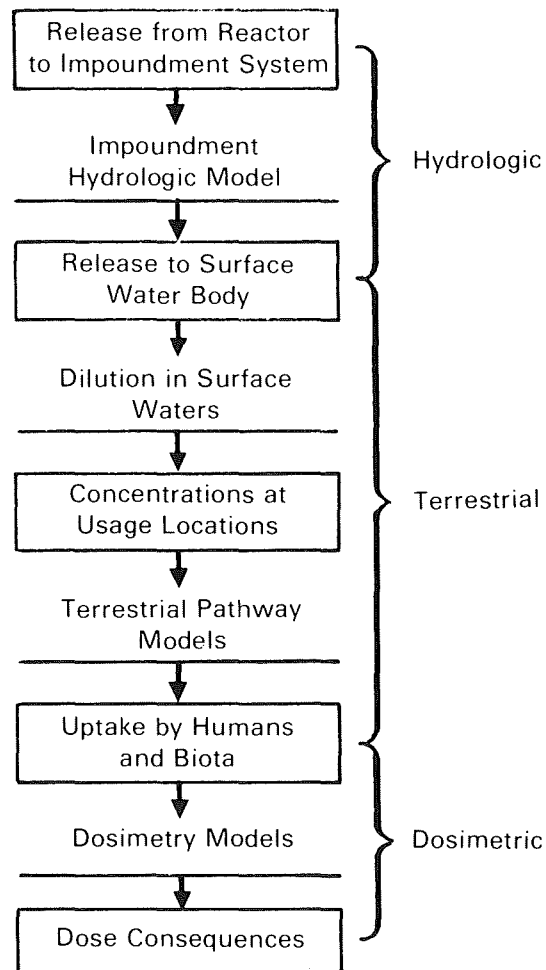 Release from Reactor
to Impoundment System
Impoundment
Hydrologic Model
Hydrologic
Release to Surface
Water Body
Dilution in Surface
Waters
Concentrations at
Usage Locations
Terrestrial
Terrestrial Pathway
Models
Uptake by Humans
and Biota
Dosimetry Models
Dosimetric
Dose Consequences